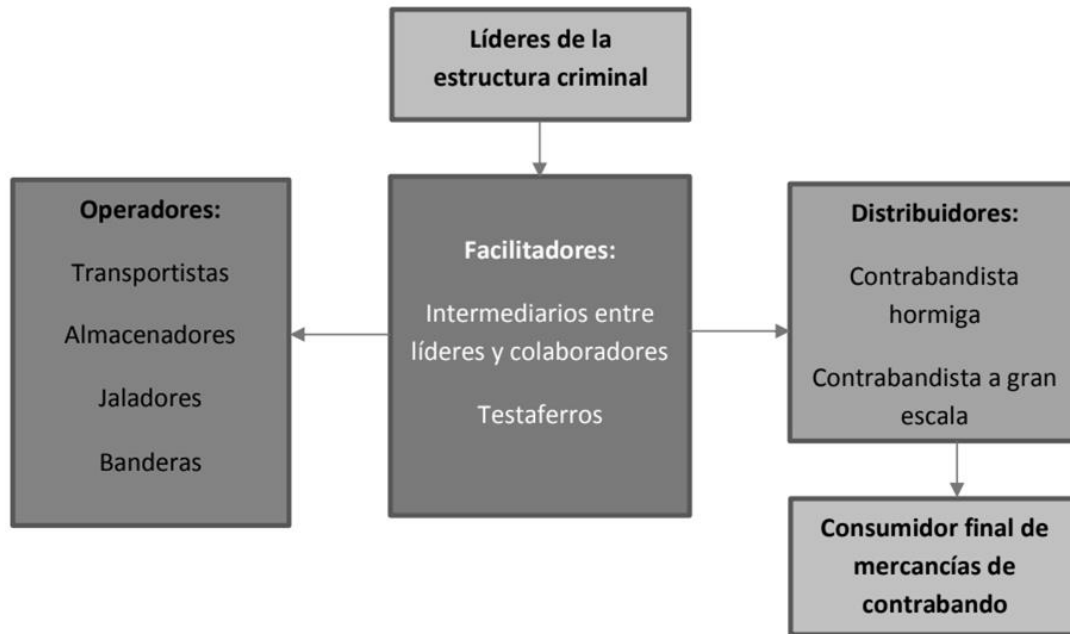 Líderes de la
estructura criminal
Operadores:
Transportistas
Almacenadores
Jaladores
Banderas
Facilitadores:
Intermediarios entre
líderes y colaboradores
Testaferros
Distribuidores:
Contrabandista
hormiga
Contrabandista a gran
escala
Consumidor final de
mercancías de
contrabando